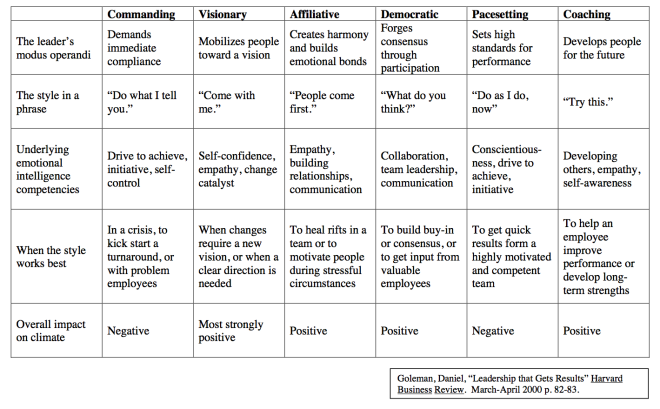 Commanding Visionary Affiliative Democratic Pacesetting Coaching
The leader’s
modus operandi
Demands
immediate
compliance
Mobilizes people
toward a vision
Creates harmony
and builds
emotional bonds
Forges
consensus
through
participation
Sets high
standards for
performance
Develops people
for the future
The style in a
phrase
“Do what I tell
you.”
“Come with
me.”
“People come
first.”
“What do you
think?”
“Do as I do,
now”
“Try this.”
Underlying
emotional
intelligence
competencies
Drive to achieve,
initiative, self-
control
Self-confidence,
empathy, change
catalyst
Empathy,
building
relationships,
communication
Collaboration,
team leadership,
communication
Conscientious-
ness, drive to
achieve,
initiative
Developing
others, empathy,
self-awareness
When the style
works best
In a crisis, to
kick start a
turnaround, or
with problem
employees
When changes
require a new
vision, or when a
clear direction is
needed
To heal rifts in a
team or to
motivate people
during stressful
circumstances
To build buy-in
or consensus, or
to get input from
valuable
employees
To get quick
results form a
highly motivated
and competent
team
To help an
employee
improve
performance or
develop long-
term strengths
Overall impact
on climate
Negative
Most strongly
positive
Positive
Positive
Negative
Positive
Goleman, Daniel, “Leadership that Gets Results” Harvard
Business Review. March-April 2000 p. 82-83.